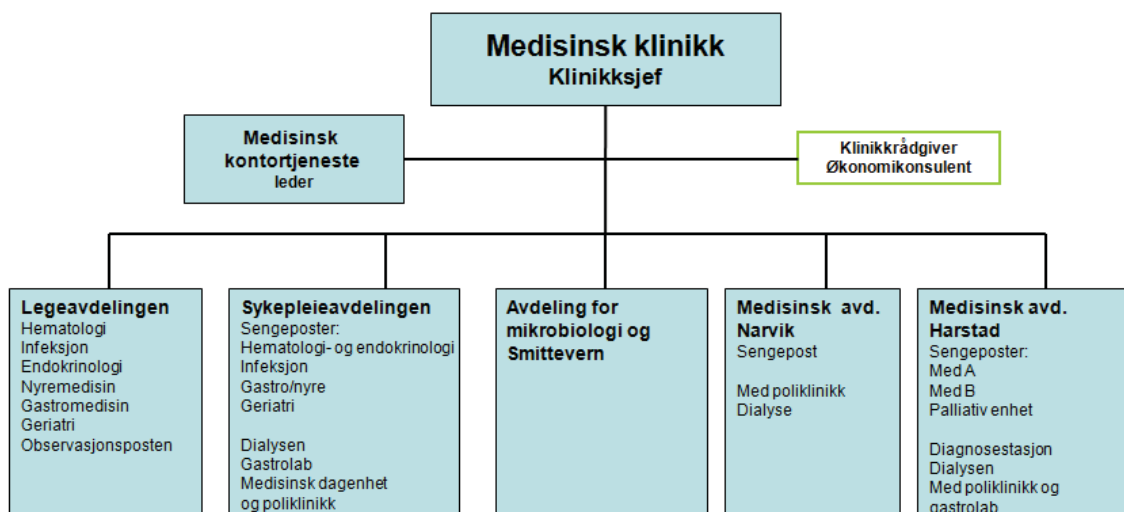 Medisinsk klinikk
Klinikksjef
Medisinsk
kontortjeneste
leder
Klinikkrådgiver
Økonomikonsulent
Legeavdelingen
Hematologi
Infeksjon
Endokrinologi
Nyremedisin
Gastromedisin
Geriatri
Observasjonsposten
Sykepleieavdelingen
Sengeposter:
Hematologi- og endokrinologi
Infeksjon
Gastro/nyre
Geriatri
Dialysen
Gastrolab
Medisinsk dagenhet
og poliklinikk
Avdeling for
mikrobiologi og
Smittevern
Medisinsk avd.
Narvik
Sengepost
Med poliklinikk
Dialyse
Medisinsk avd.
Harstad
Sengeposter:
Med A
Med B
Palliativ enhet
Diagnosestasjon
Dialysen
Med poliklinikk og
gastrolab